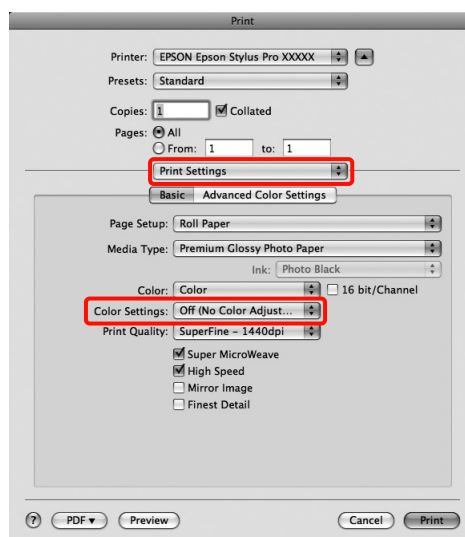 Print
Printer: EPSON Epson Stylus Pro XXXXX
Presets: Standard
Copies: 1 Collated
Pages: All
From: 1 to: 1
Print Settings
Basic Advanced Color Settings
Page Setup: Roll Paper
Media Type: Premium Glossy Photo Paper
Ink: Photo Black
Color: Color 16 bit/Channel
Color Settings: Off (No Color Adjust...
Print Quality: SuperFine – 1440dpi
Super MicroWeave
High Speed
Mirror Image
Finest Detail
? PDF Preview Cancel Print